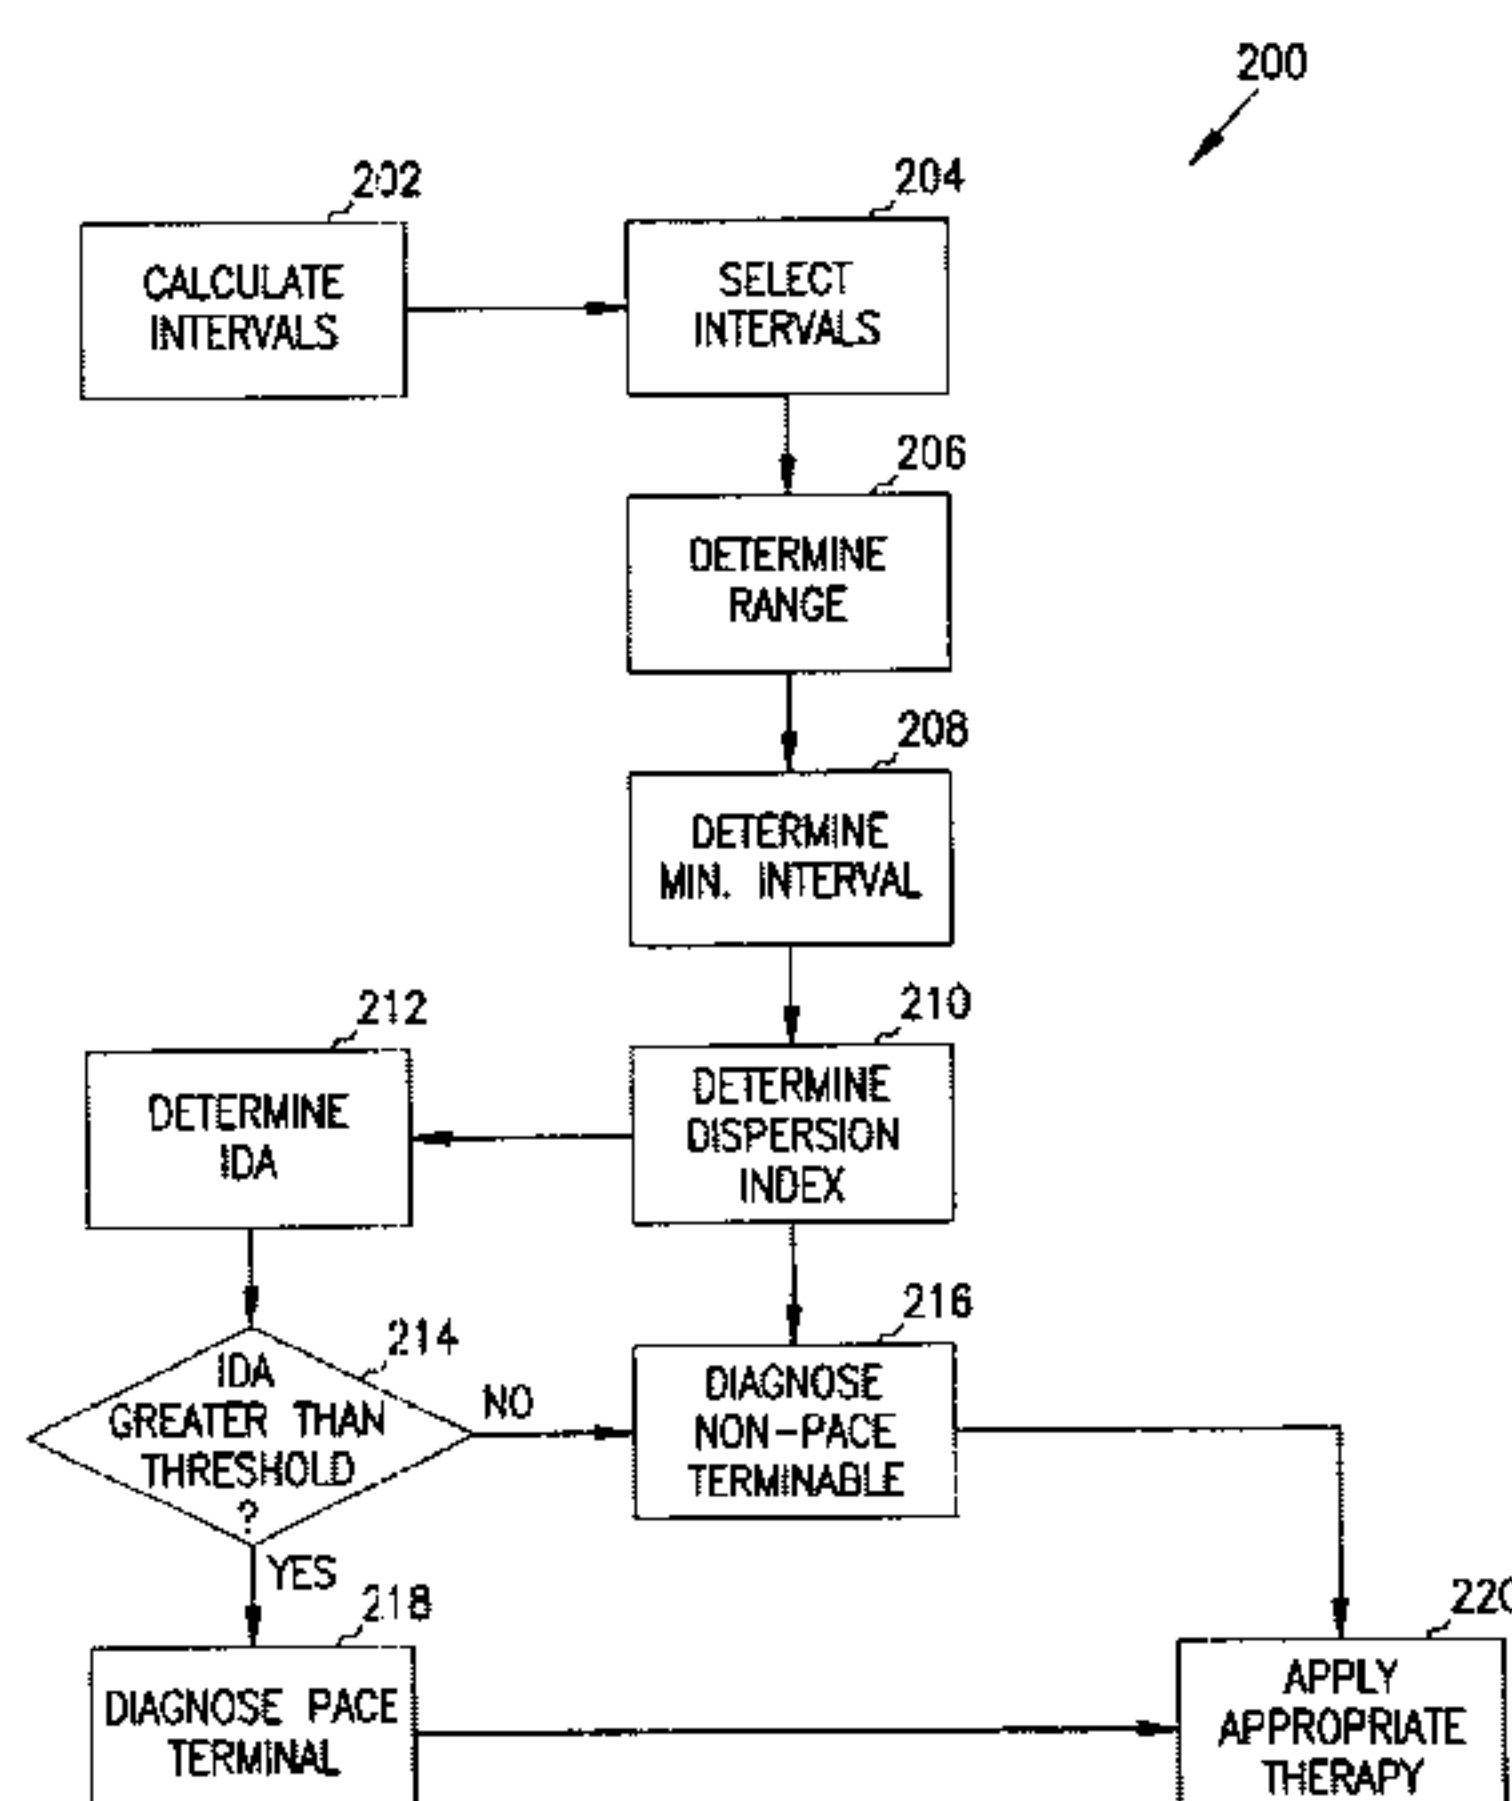 200
202
CALCULATE
INTERVALS
204
SELECT
INTERVALS
206
DETERMINE
RANGE
208
DETERMINE
MIN. INTERVAL
210
DETERMINE
DISPERSION
INDEX
212
DETERMINE
IDA
214
IDA
GREATER THAN
THRESHOLD
?
NO
YES
216
DIAGNOSE
NON-PACE
TERMINABLE
218
DIAGNOSE PACE
TERMINAL
220
APPLY
APPROPRIATE
THERAPY